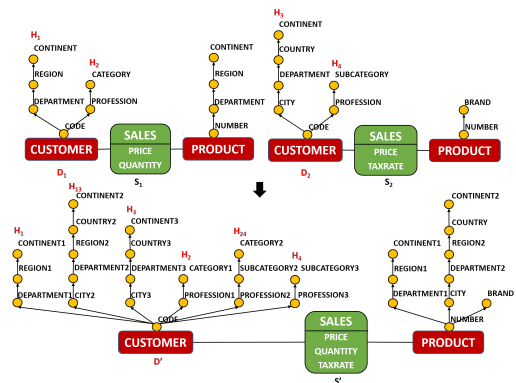 H3
H1
CONTINENT
CONTINENT
CONTINENT
H2
COUNTRY
REGION
CATEGORY
REGION
DEPARTMENT
H4
SUBCATEGORY
DEPARTMENT
PROFESSION
DEPARTMENT
CITY
PROFESSION
BRAND
CODE
NUMBER
CODE
NUMBER
CUSTOMER
SALES
PRICE
QUANTITY
PRODUCT
CUSTOMER
SALES
PRICE
TAXRATE
PRODUCT
D1
S1
D2
S2
H13
CONTINENT2
CONTINENT2
H1
COUNTRY2
H3
CONTINENT3
H24
COUNTRY
CONTINENT1
REGION2
COUNTRY3
H2
CATEGORY2
H4
CONTINENT1
REGION2
REGION1
DEPARTMENT2
DEPARTMENT3
CATEGORY1
SUBCATEGORY2
SUBCATEGORY3
REGION1
DEPARTMENT2
DEPARTMENT1
CITY2
CITY3
PROFESSION1
PROFESSION2
PROFESSION3
DEPARTMENT1
CITY
BRAND
CODE
NUMBER
CUSTOMER
SALES
PRICE
QUANTITY
TAXRATE
PRODUCT
D'
S'